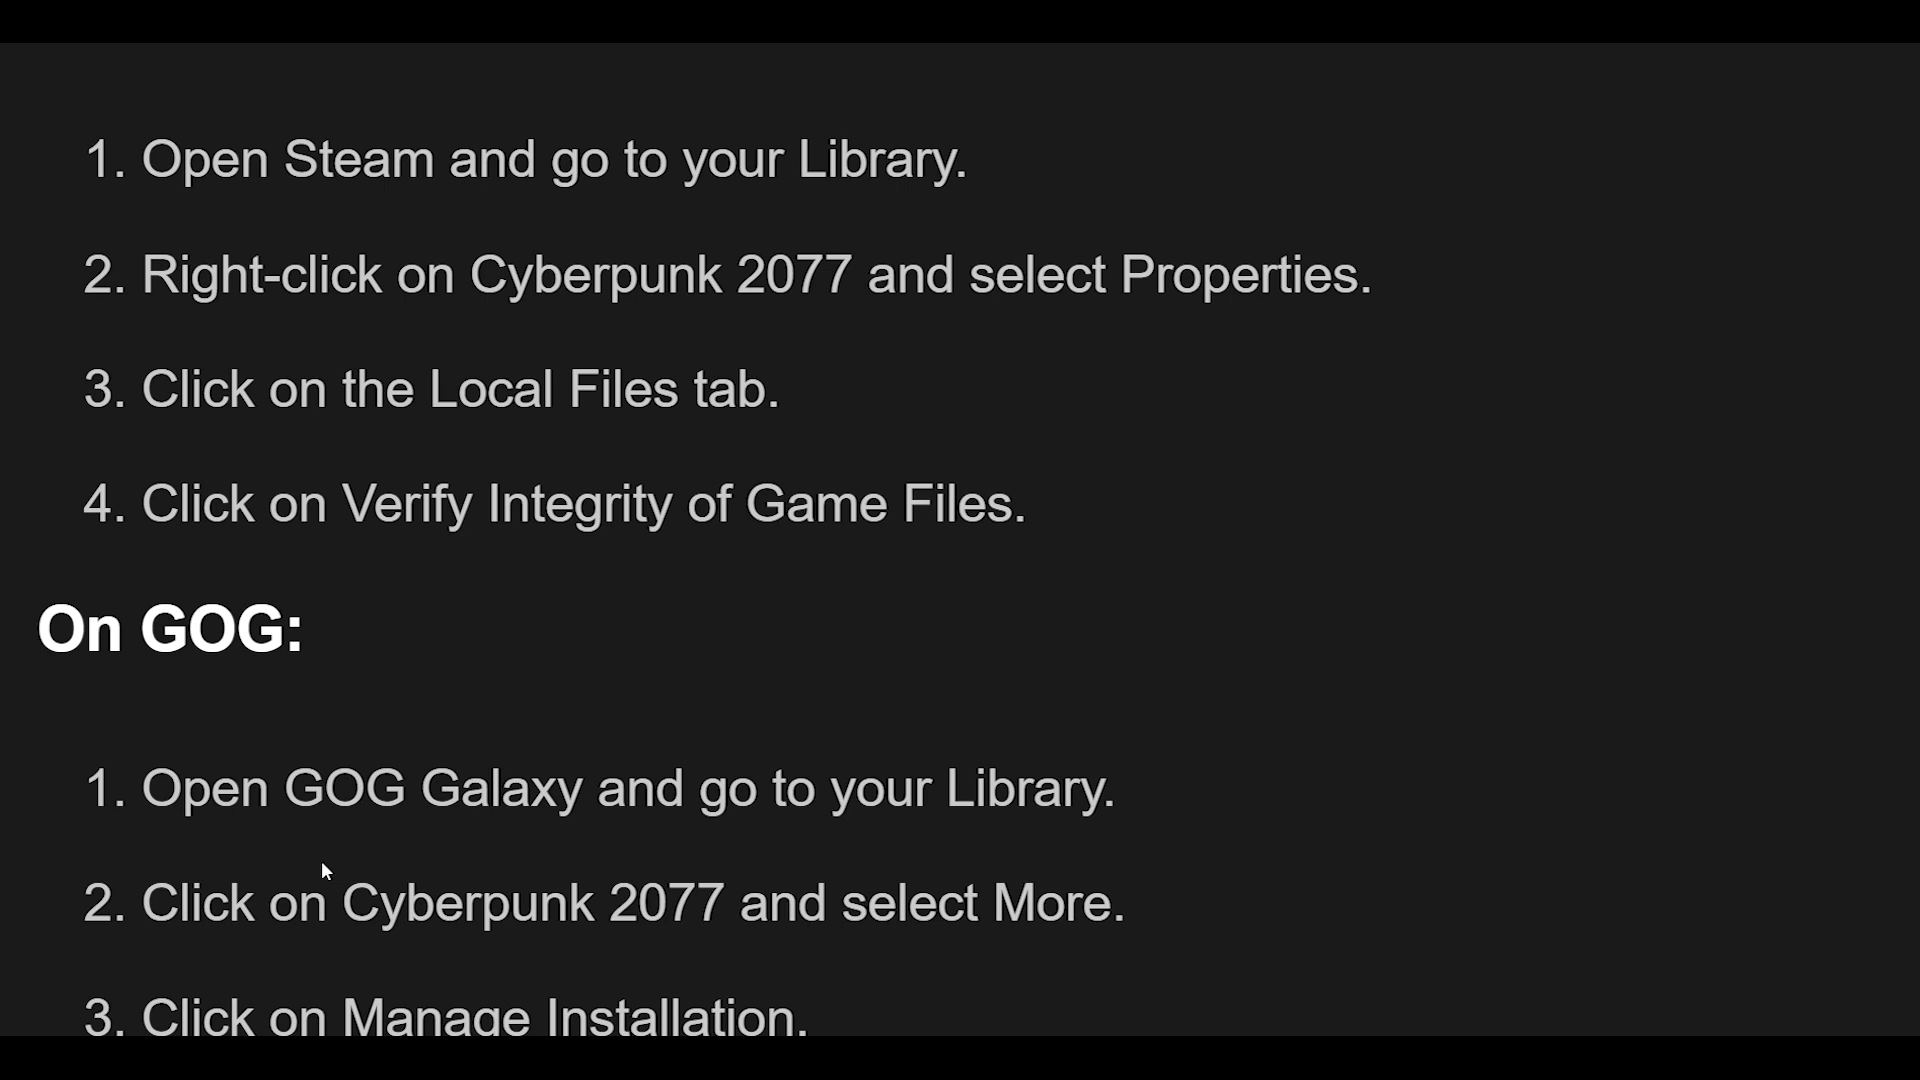 1. Open Steam and go to your Library.
2. Right-click on Cyberpunk 2077 and select Properties.
3. Click on the Local Files tab.
4. Click on Verify Integrity of Game Files.
On GOG:
1. Open GOG Galaxy and go to your Library.
2. Click on Cyberpunk 2077 and select More.
3. Click on Manage Installation.